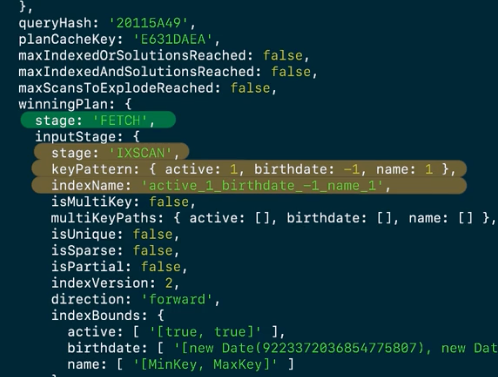 },
queryHash: '20115A49',
planCacheKey: 'E631DAEA',
maxIndexedOrSolutionsReached: false,
maxIndexedAndSolutionsReached: false,
maxScansToExplodeReached: false,
winningPlan: {
stage: 'FETCH',
inputStage: {
stage: 'IXSCAN',
keyPattern: { active: 1, birthdate: -1, name: 1 },
indexName: 'active_1_birthdate_-1_name_1',
isMultiKey: false,
multiKeyPaths: { active: [], birthdate: [], name: [] },
isUnique: false,
isSparse: false,
isPartial: false,
indexVersion: 2,
direction: 'forward',
indexBounds: {
active: [ '[true, true]' ],
birthdate: [ '[new Date(9223372036854775807), new Dat
name: [ '[MinKey, MaxKey]' ]